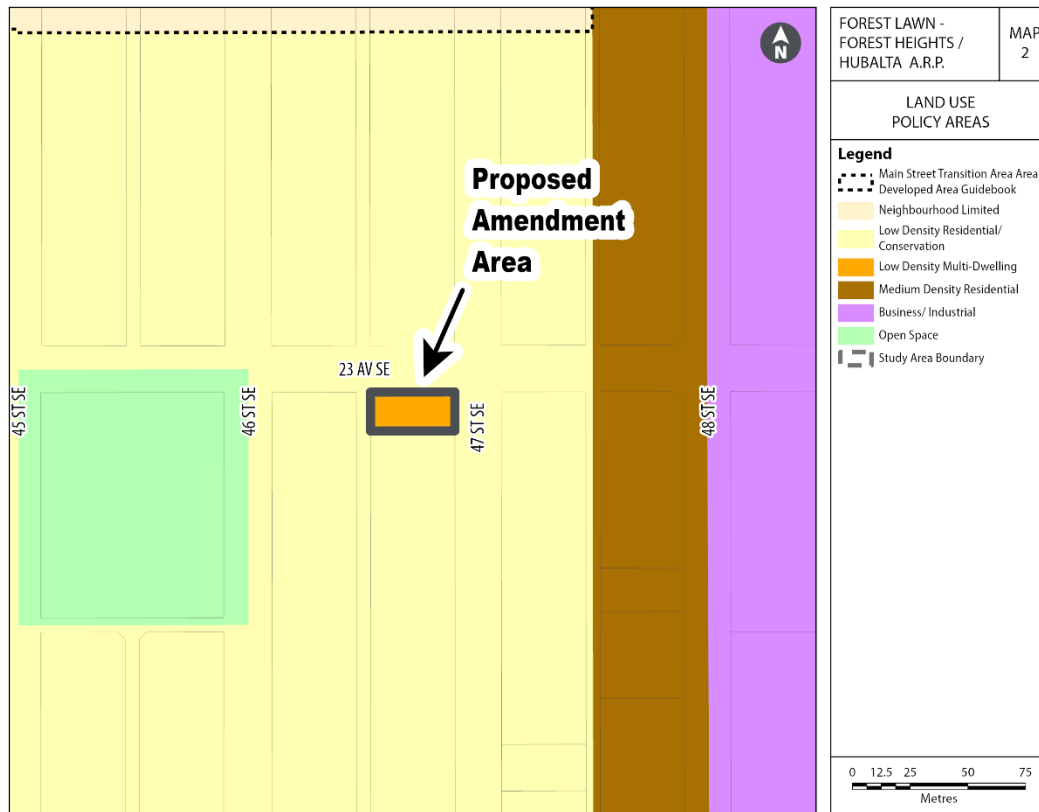 N
Proposed
Amendment
Area
23 AV SE
45 ST SE
46 ST SE
47 ST SE
48 ST SE
FOREST LAWN -
FOREST HEIGHTS /
HUBALTA A.R.P.
MAP
2
LAND USE
POLICY AREAS
Legend
Main Street Transition Area Area
Developed Area Guidebook
Neighbourhood Limited
Low Density Residential/
Conservation
Low Density Multi-Dwelling
Medium Density Residential
Business/ Industrial
Open Space
Study Area Boundary
0 12.5 25 50 75
Metres